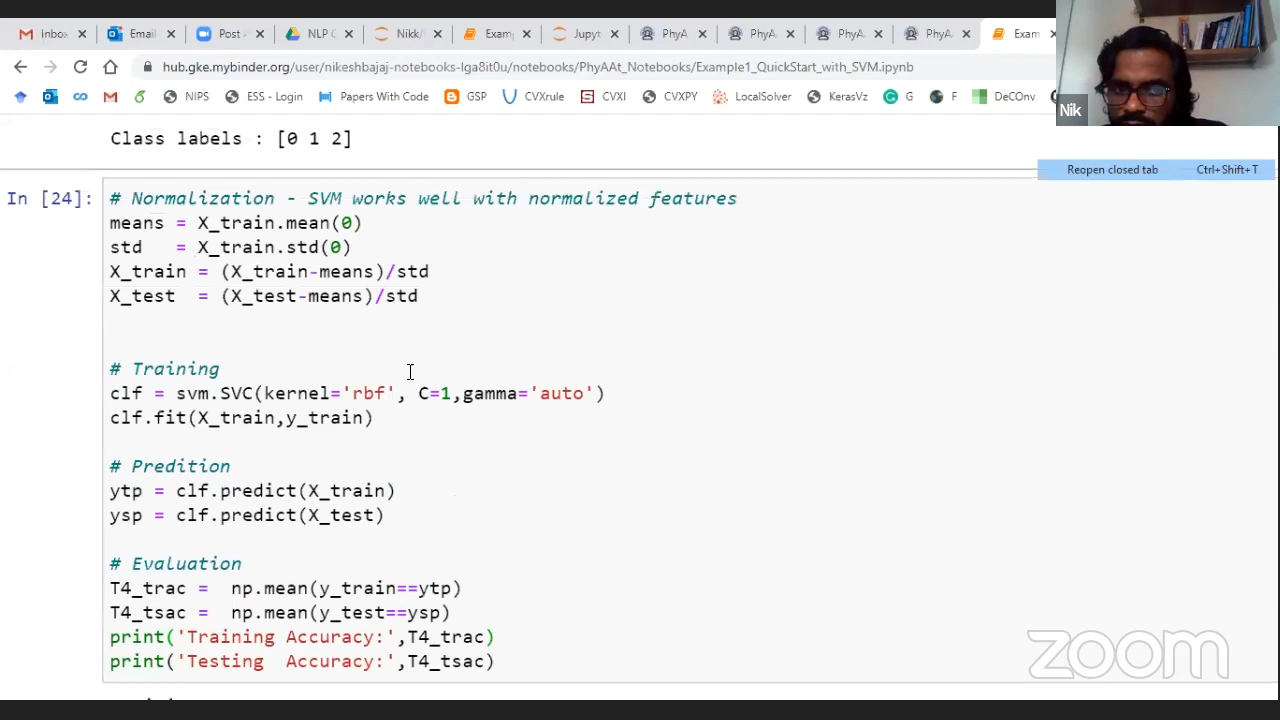 Inbox
Email
Post
NLP C
Nikk/
Exam
Jupyt
PhyA
PhyA
PhyA
PhyA
Exam
hub.gke.mybinder.org/user/nikeshbajaj-notebooks-lga8it0u/notebooks/PhyAAt_Notebooks/Example1_QuickStart_with_SVM.ipynb
NIPS
ESS - Login
Papers With Code
GSP
CVXrule
CVXI
CVXPY
LocalSolver
KerasVz
G
F
DeCOnv
Nik
Reopen closed tab Ctrl+Shift+T
Class labels : [0 1 2]
In [24]:
# Normalization - SVM works well with normalized features
means = X_train.mean(0)
std   = X_train.std(0)
X_train = (X_train-means)/std
X_test  = (X_test-means)/std
# Training
clf = svm.SVC(kernel='rbf', C=1,gamma='auto')
clf.fit(X_train,y_train)
# Predition
ytp = clf.predict(X_train)
ysp = clf.predict(X_test)
# Evaluation
T4_trac =  np.mean(y_train==ytp)
T4_tsac =  np.mean(y_test==ysp)
print('Training Accuracy:',T4_trac)
print('Testing  Accuracy:',T4_tsac)
zoom